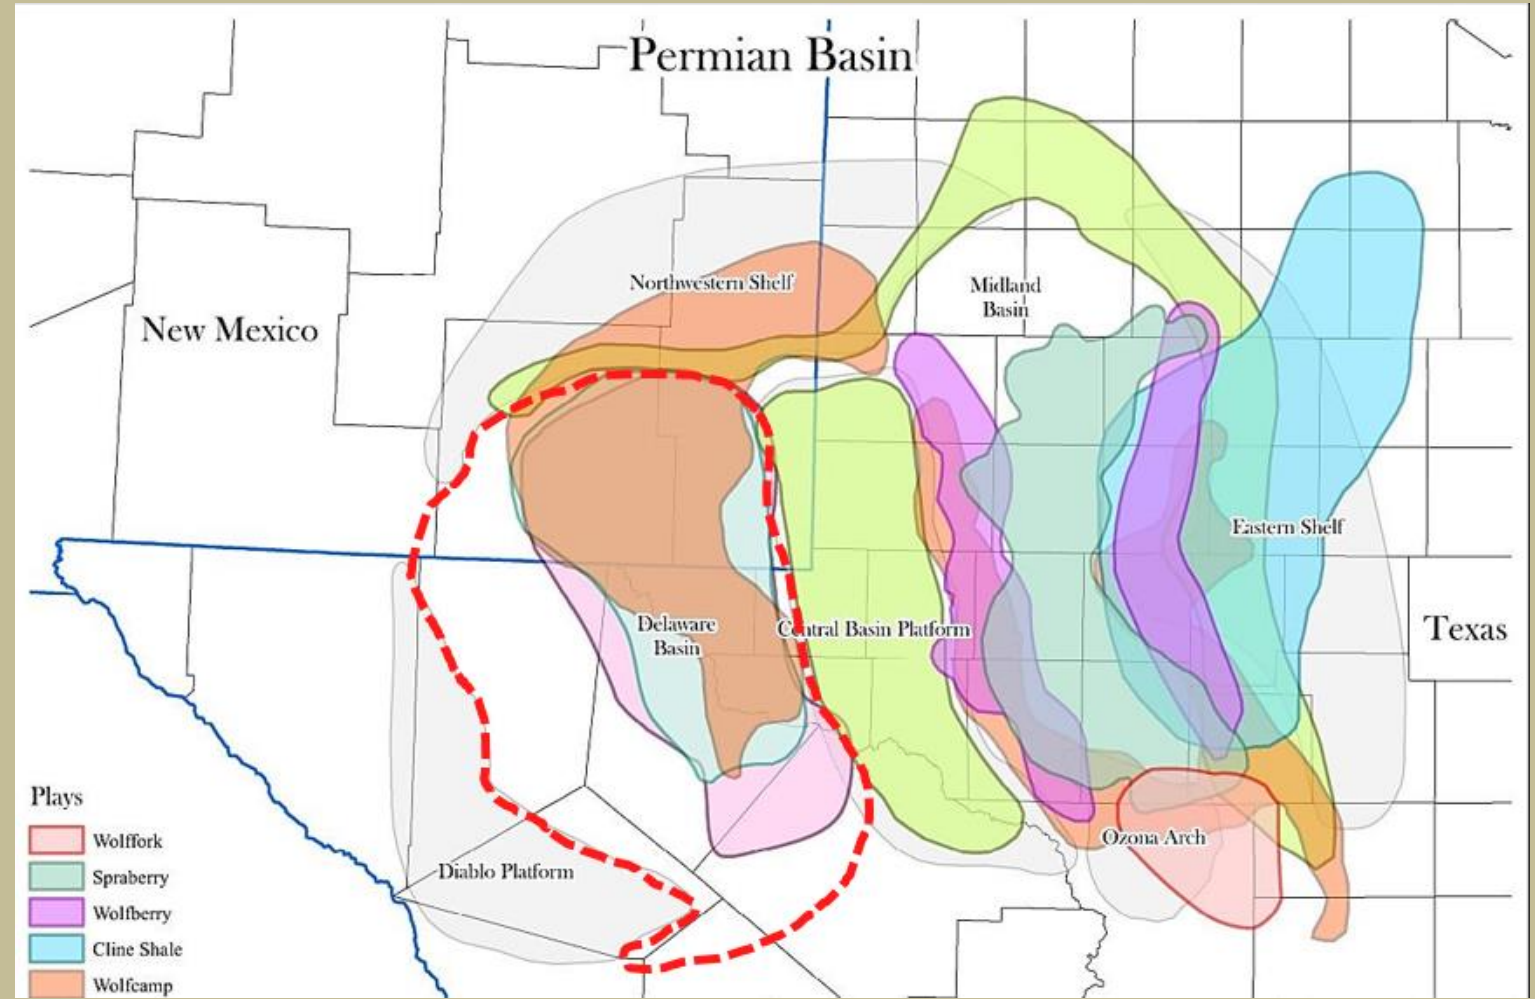 Permian Basin
Northwestern Shelf
Midland
Basin
New Mexico
Eastern Shelf
Delaware
Basin
Central Basin Platform
Texas
Plays
Wolffork
Ozona Arch
Diablo Platform
Spraberry
Wolfberry
Cline Shale
Wolfcamp